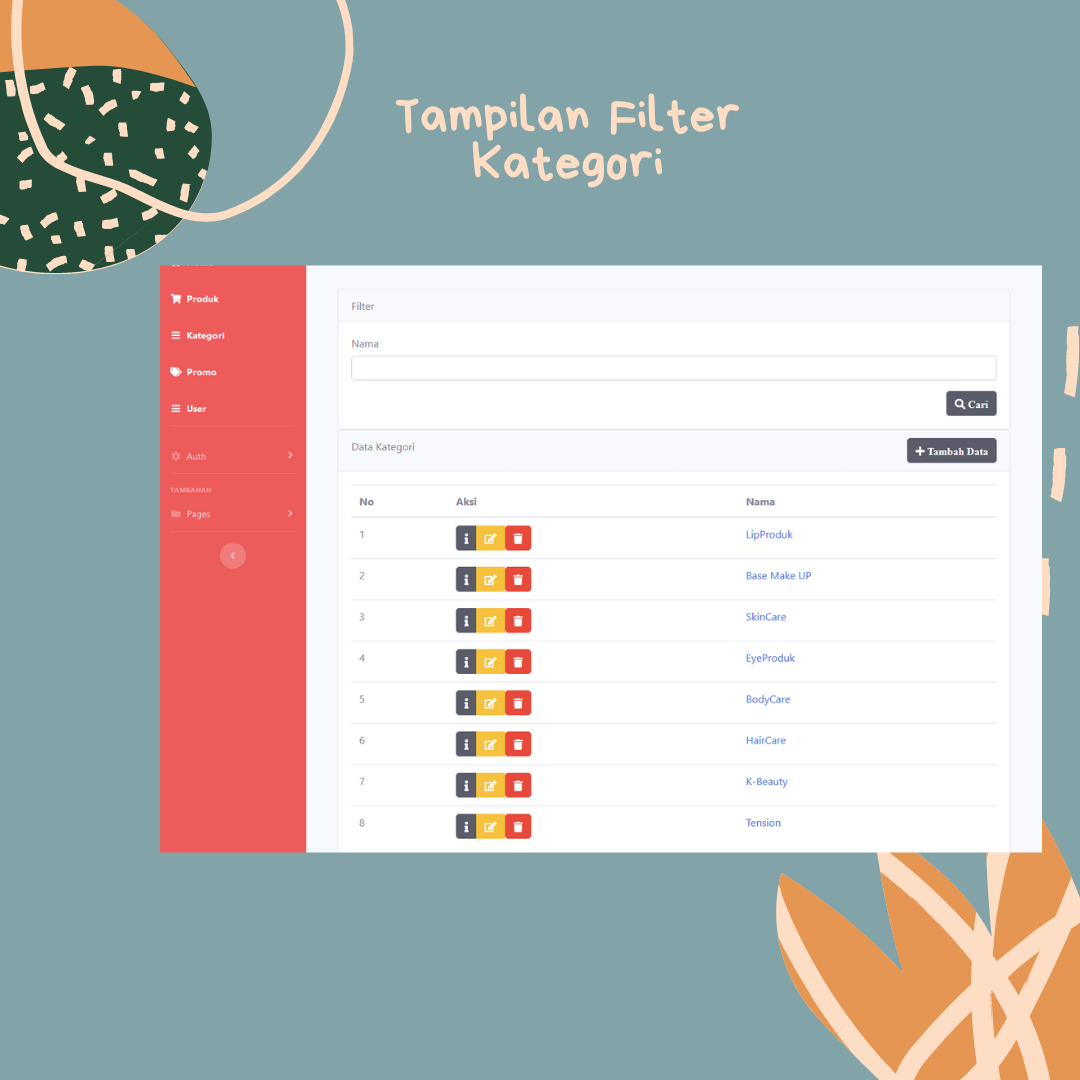 Tampilan Filter
Kategori
Produk
Kategori
Promo
User
Auth
TAMBAHAN
Pages
Filter
Nama
Cari
Data Kategori
Tambah Data
No Aksi Nama
1 LipProduk
2 Base Make UP
3 SkinCare
4 EyeProduk
5 BodyCare
6 HairCare
7 K-Beauty
8 Tension